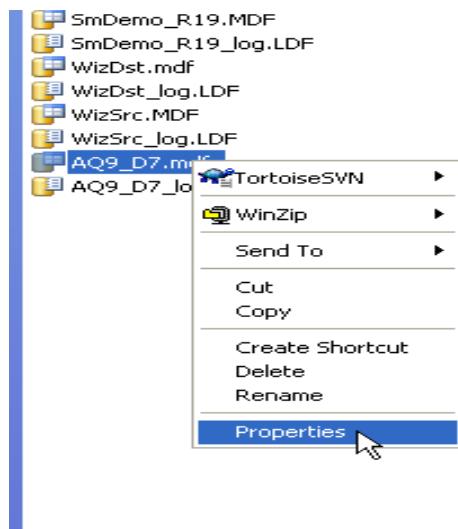 SmDemo_R19.MDF
SmDemo_R19_log.LDF
WizDst.mdf
WizDst_log.LDF
WizSrc.MDF
WizSrc_log.LDF
AQ9_D7.mdf
AQ9_D7_lo
TortoiseSVN
WinZip
Send To
Cut
Copy
Create Shortcut
Delete
Rename
Properties